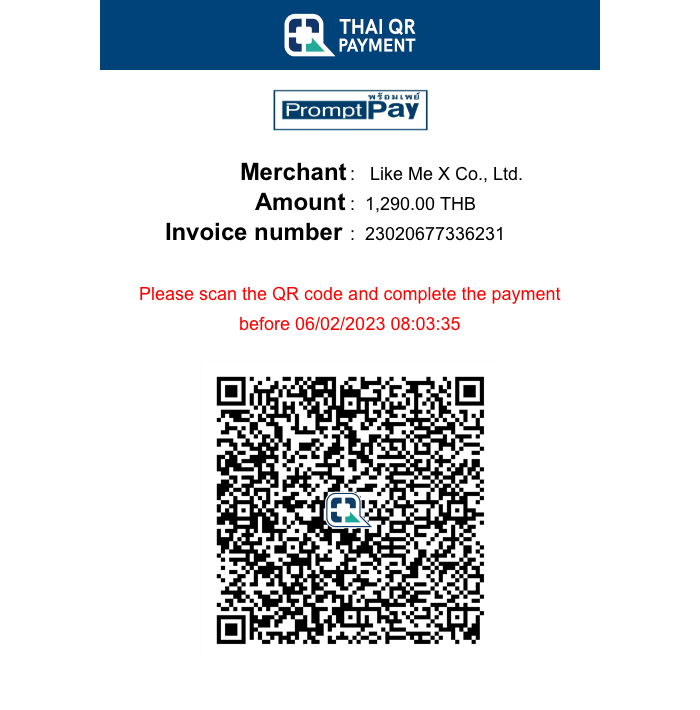 THAI QR
PAYMENT
พร้อมเพย์
PromptPay
Merchant : Like Me X Co., Ltd.
Amount : 1,290.00 THB
Invoice number : 23020677336231
Please scan the QR code and complete the payment
before 06/02/2023 08:03:35